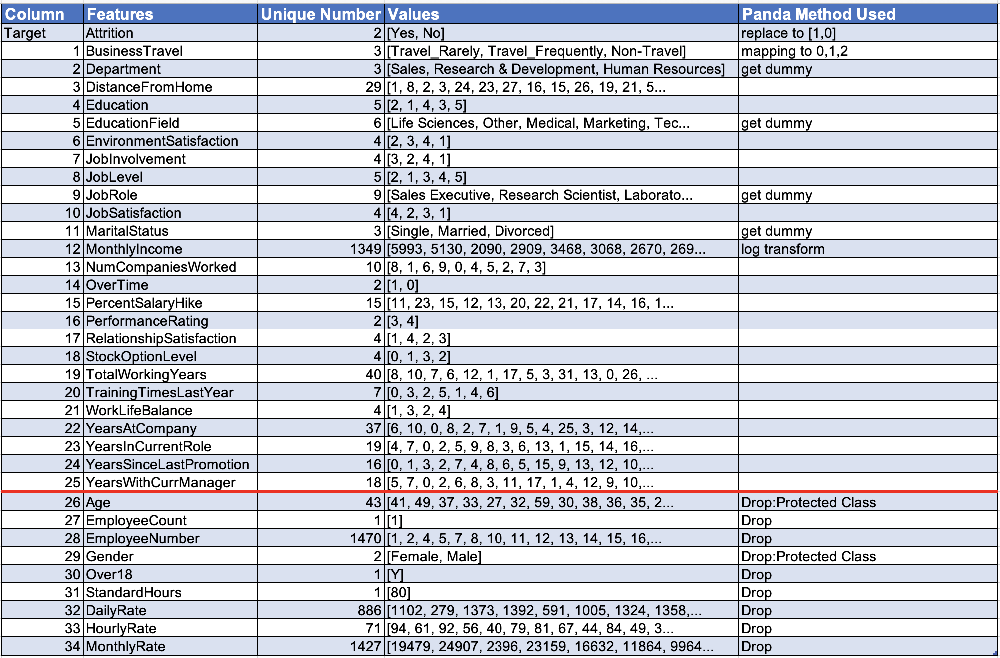 Column Features Unique Number Values Panda Method Used
Target Attrition 2 [Yes, No] replace to [1,0]
1 BusinessTravel 3 [Travel_Rarely, Travel_Frequently, Non-Travel] mapping to 0,1,2
2 Department 3 [Sales, Research & Development, Human Resources] get dummy
3 DistanceFromHome 29 [1, 8, 2, 3, 24, 23, 27, 16, 15, 26, 19, 21, 5...
4 Education 5 [2, 1, 4, 3, 5]
5 EducationField 6 [Life Sciences, Other, Medical, Marketing, Tec... get dummy
6 EnvironmentSatisfaction 4 [2, 3, 4, 1]
7 JobInvolvement 4 [3, 2, 4, 1]
8 JobLevel 5 [2, 1, 3, 4, 5]
9 JobRole 9 [Sales Executive, Research Scientist, Laborato... get dummy
10 JobSatisfaction 4 [4, 2, 3, 1]
11 MaritalStatus 3 [Single, Married, Divorced] get dummy
12 MonthlyIncome 1349 [5993, 5130, 2090, 2909, 3468, 3068, 2670, 269... log transform
13 NumCompaniesWorked 10 [8, 1, 6, 9, 0, 4, 5, 2, 7, 3]
14 OverTime 2 [1, 0]
15 PercentSalaryHike 15 [11, 23, 15, 12, 13, 20, 22, 21, 17, 14, 16, 1...
16 PerformanceRating 2 [3, 4]
17 RelationshipSatisfaction 4 [1, 4, 2, 3]
18 StockOptionLevel 4 [0, 1, 3, 2]
19 TotalWorkingYears 40 [8, 10, 7, 6, 12, 1, 17, 5, 3, 31, 13, 0, 26, ...
20 TrainingTimesLastYear 7 [0, 3, 2, 5, 1, 4, 6]
21 WorkLifeBalance 4 [1, 3, 2, 4]
22 YearsAtCompany 37 [6, 10, 0, 8, 2, 7, 1, 9, 5, 4, 25, 3, 12, 14,...
23 YearsInCurrentRole 19 [4, 7, 0, 2, 5, 9, 8, 3, 6, 13, 1, 15, 14, 16,...
24 YearsSinceLastPromotion 16 [0, 1, 3, 2, 7, 4, 8, 6, 5, 15, 9, 13, 12, 10,...
25 YearsWithCurrManager 18 [5, 7, 0, 2, 6, 8, 3, 11, 17, 1, 4, 12, 9, 10,...
26 Age 43 [41, 49, 37, 33, 27, 32, 59, 30, 38, 36, 35, 2... Drop:Protected Class
27 EmployeeCount 1 [1] Drop
28 EmployeeNumber 1470 [1, 2, 4, 5, 7, 8, 10, 11, 12, 13, 14, 15, 16,... Drop
29 Gender 2 [Female, Male] Drop:Protected Class
30 Over18 1 [Y] Drop
31 StandardHours 1 [80] Drop
32 DailyRate 886 [1102, 279, 1373, 1392, 591, 1005, 1324, 1358,... Drop
33 HourlyRate 71 [94, 61, 92, 56, 40, 79, 81, 67, 44, 84, 49, 3... Drop
34 MonthlyRate 1427 [19479, 24907, 2396, 23159, 16632, 11864, 9964... Drop